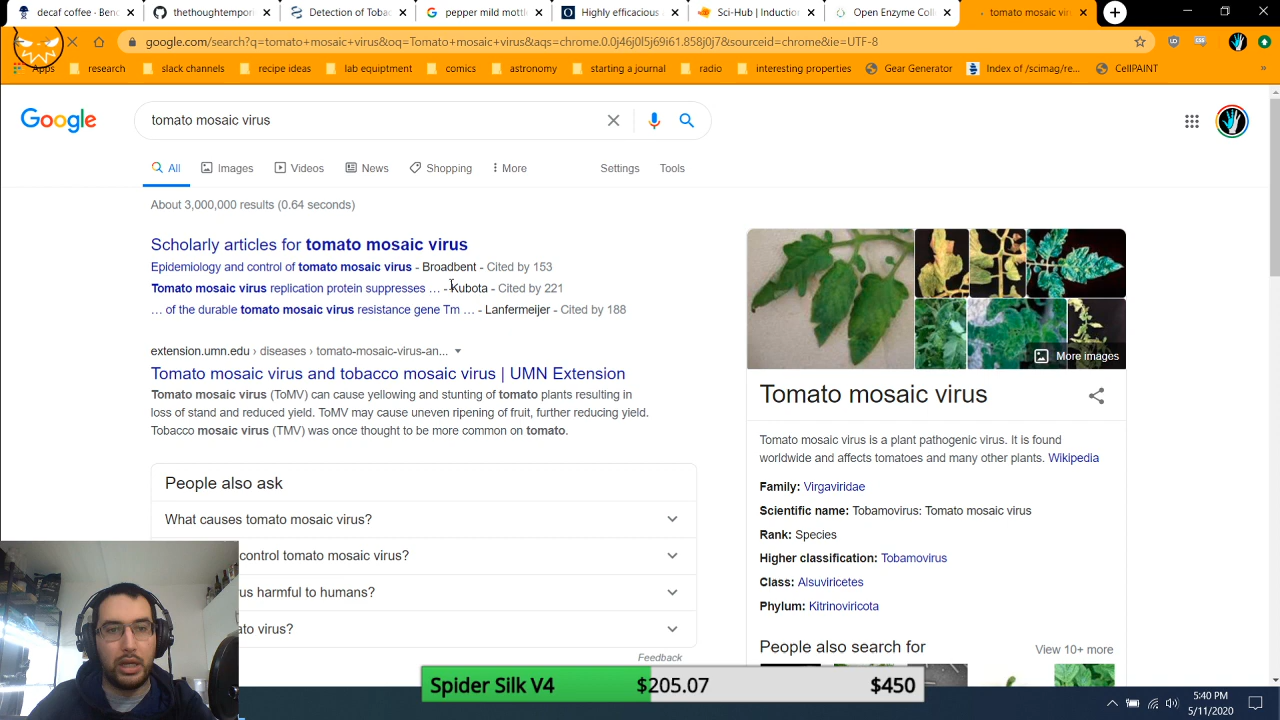 decaf coffee - Benc
thethoughtempori
Detection of Tobac
pepper mild mottl
Highly efficacious a
Sci-Hub | Induction
Open Enzyme Coll
tomato mosaic vir
google.com/search?q=tomato+mosaic+virus&oq=Tomato+mosaic+virus&aqs=chrome.0.0j46j0l5j69i61.858j0j7&sourceid=chrome&ie=UTF-8
Apps
research
slack channels
recipe ideas
lab equiptment
comics
astronomy
starting a journal
radio
interesting properties
Gear Generator
Index of /scimag/re...
CellPAINT
»
Google
tomato mosaic virus
All
Images
Videos
News
Shopping
More
Settings
Tools
About 3,000,000 results (0.64 seconds)
Scholarly articles for tomato mosaic virus
Epidemiology and control of tomato mosaic virus - Broadbent - Cited by 153
Tomato mosaic virus replication protein suppresses ... - Kubota - Cited by 221
... of the durable tomato mosaic virus resistance gene Tm ... - Lanfermeijer - Cited by 188
extension.umn.edu › diseases › tomato-mosaic-virus-an...
Tomato mosaic virus and tobacco mosaic virus | UMN Extension
Tomato mosaic virus (ToMV) can cause yellowing and stunting of tomato plants resulting in
loss of stand and reduced yield. ToMV may cause uneven ripening of fruit, further reducing yield.
Tobacco mosaic virus (TMV) was once thought to be more common on tomato.
People also ask
What causes tomato mosaic virus?
control tomato mosaic virus?
us harmful to humans?
ato virus?
Feedback
More images
Tomato mosaic virus
Tomato mosaic virus is a plant pathogenic virus. It is found
worldwide and affects tomatoes and many other plants. Wikipedia
Family: Virgaviridae
Scientific name: Tobamovirus: Tomato mosaic virus
Rank: Species
Higher classification: Tobamovirus
Class: Alsuviricetes
Phylum: Kitrinoviricota
People also search for
View 10+ more
Spider Silk V4 $205.07 $450
5:40 PM
5/11/2020